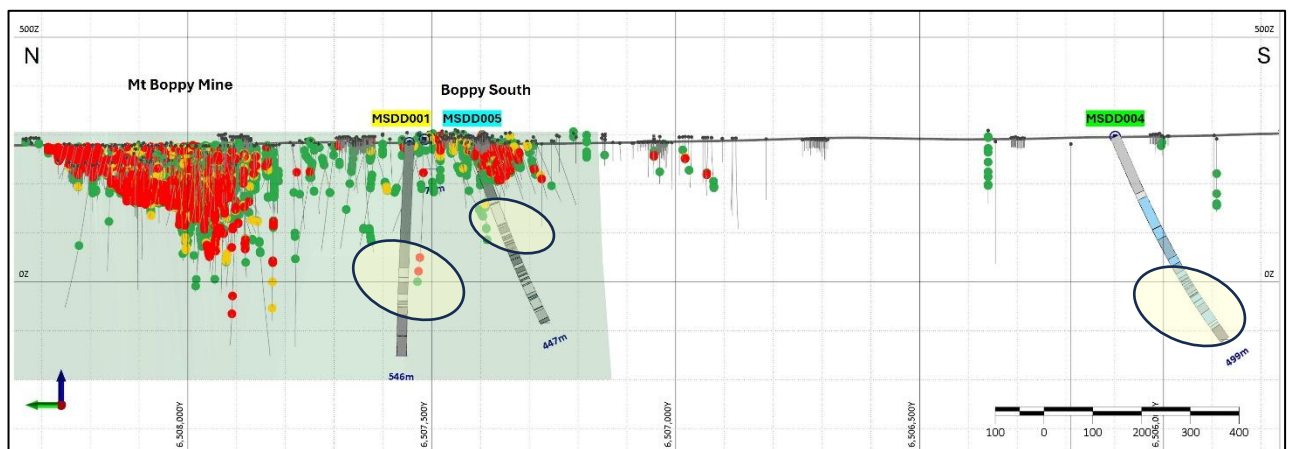 500Z
500Z
N
S
Mt Boppy Mine
Boppy South
MSDD001
MSDD005
MSDD004
0Z
0Z
447m
499m
546m
6,508,000Y
6,507,500Y
6,507,000Y
6,506,500Y
100 0 100 200 300 400